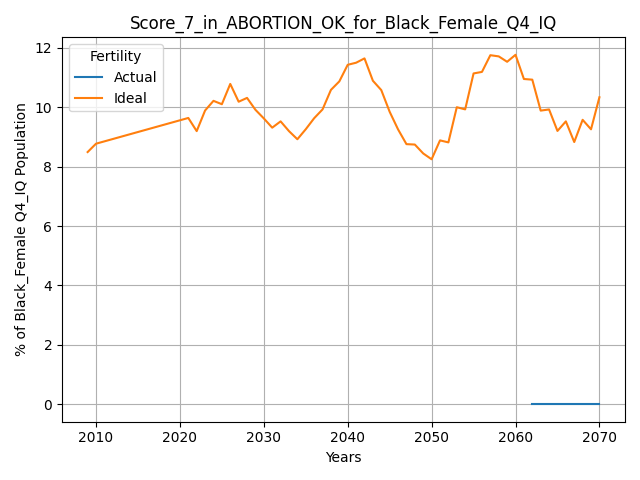 Score_7_in_ABORTION_OK_for_Black_Female_Q4_IQ
Fertility
Actual
Ideal
% of Black_Female Q4_IQ Population
12
10
8
6
4
2
0
2010 2020 2030 2040 2050 2060 2070
Years